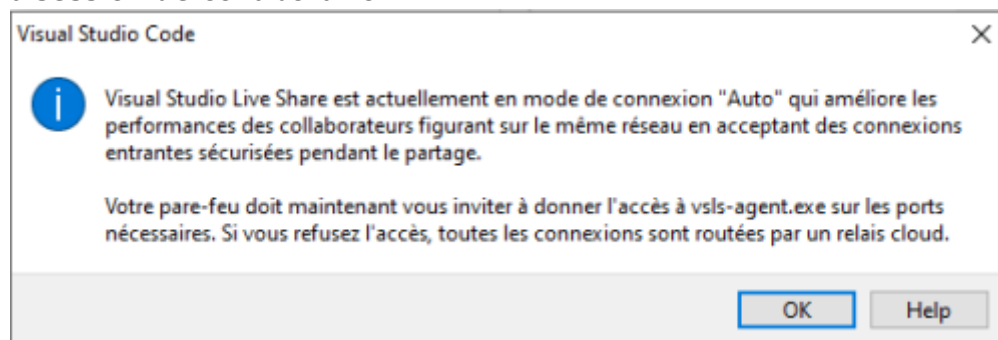 Visual Studio Code
Visual Studio Live Share est actuellement en mode de connexion "Auto" qui améliore les
performances des collaborateurs figurant sur le même réseau en acceptant des connexions
entrantes sécurisées pendant le partage.
Votre pare-feu doit maintenant vous inviter à donner l'accès à vsls-agent.exe sur les ports
nécessaires. Si vous refusez l'accès, toutes les connexions sont routées par un relais cloud.
OK
Help